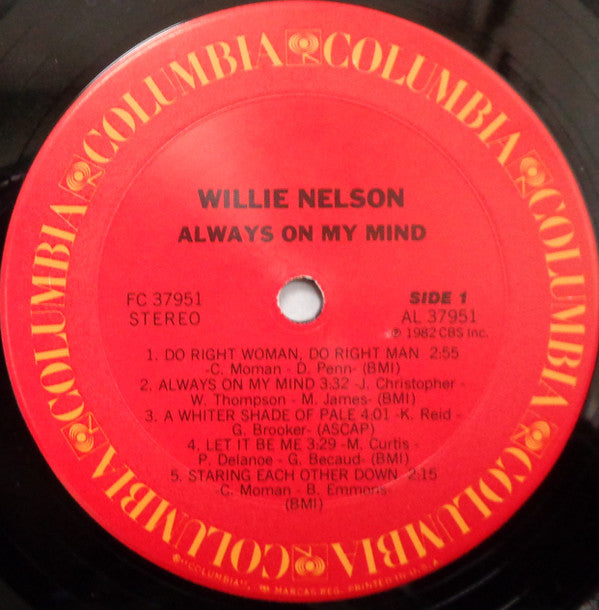 COLUMBIA COLUMBIA COLUMBIA COLUMBIA COLUMBIA COLUMBIA
WILLIE NELSON
ALWAYS ON MY MIND
FC 37951
STEREO
SIDE 1
AL 37951
℗ 1982 CBS Inc.
1. DO RIGHT WOMAN, DO RIGHT MAN 2:55
-C. Moman - D. Penn- (BMI)
2. ALWAYS ON MY MIND 3:32 -J. Christopher -
W. Thompson - M. James- (BMI)
3. A WHITER SHADE OF PALE 4:01 -K. Reid -
G. Brooker- (ASCAP)
4. LET IT BE ME 3:29 -M. Curtis -
P. Delanoe - G. Becaud- (BMI)
5. STARING EACH OTHER DOWN 2:15
-C. Moman - B. Emmons-
(BMI)
"COLUMBIA", MARCAS REG. PRINTED IN U.S.A.